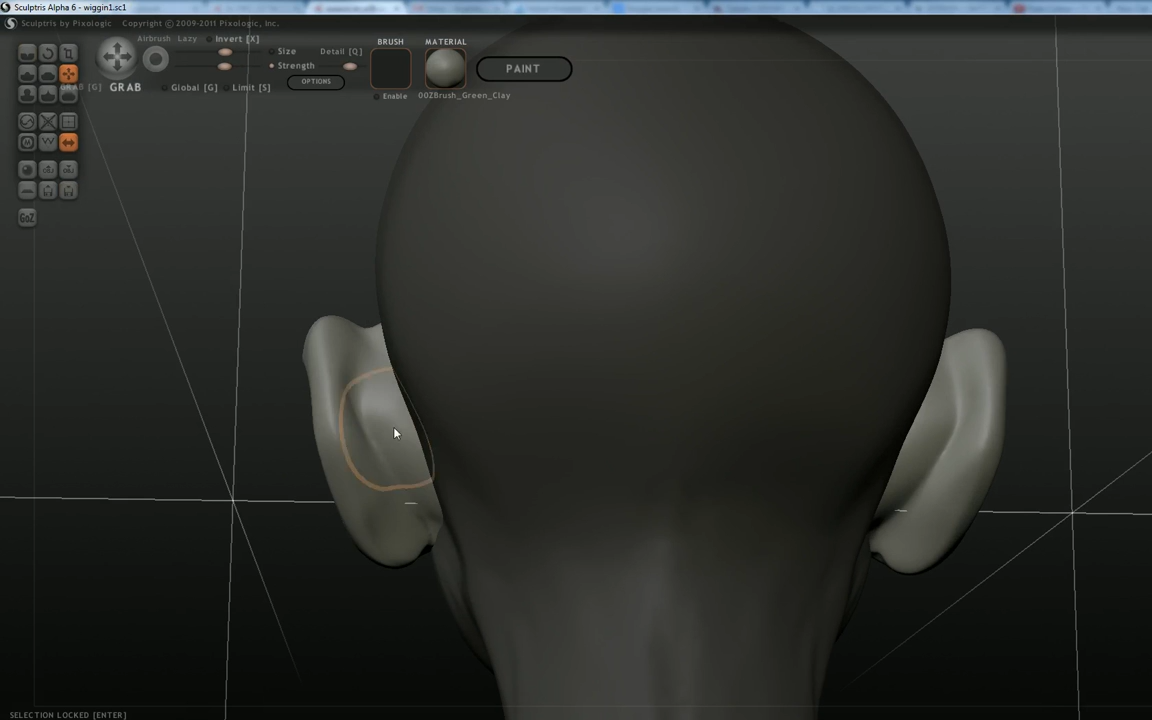 Sculptris Alpha 6 - wiggin1.sc1
Sculptris by Pixologic Copyright © 2009-2011 Pixologic, Inc.
Airbrush Lazy Invert [X]
BRUSH MATERIAL
Size Detail [Q]
Strength
PAINT
OPTIONS
GRAB [G] GRAB Global [G] Limit [S]
Enable 00ZBrush_Green_Clay
GoZ
SELECTION LOCKED [ENTER]